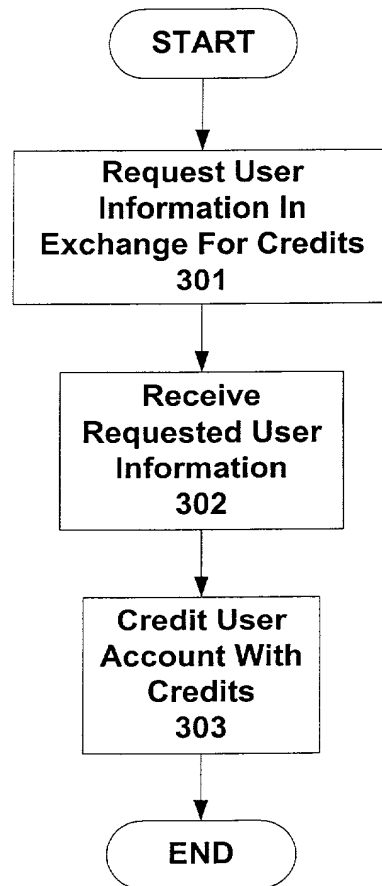 START
Request User
Information In
Exchange For Credits
301
Receive
Requested User
Information
302
Credit User
Account With
Credits
303
END